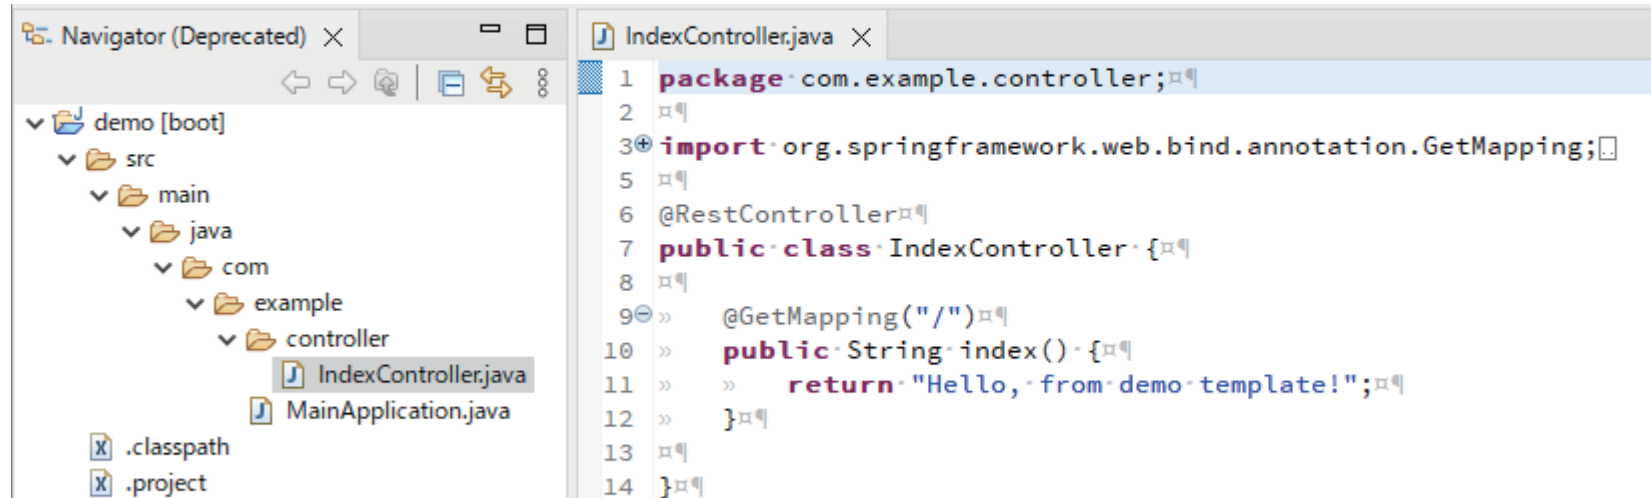 Navigator (Deprecated)
demo [boot]
src
main
java
com
example
controller
IndexController.java
MainApplication.java
.classpath
.project
IndexController.java
1 package com.example.controller;
2
3 import org.springframework.web.bind.annotation.GetMapping;
5
6 @RestController
7 public class IndexController {
8
9 @GetMapping("/")
10 public String index() {
11 return "Hello, from demo template!";
12 }
13
14 }